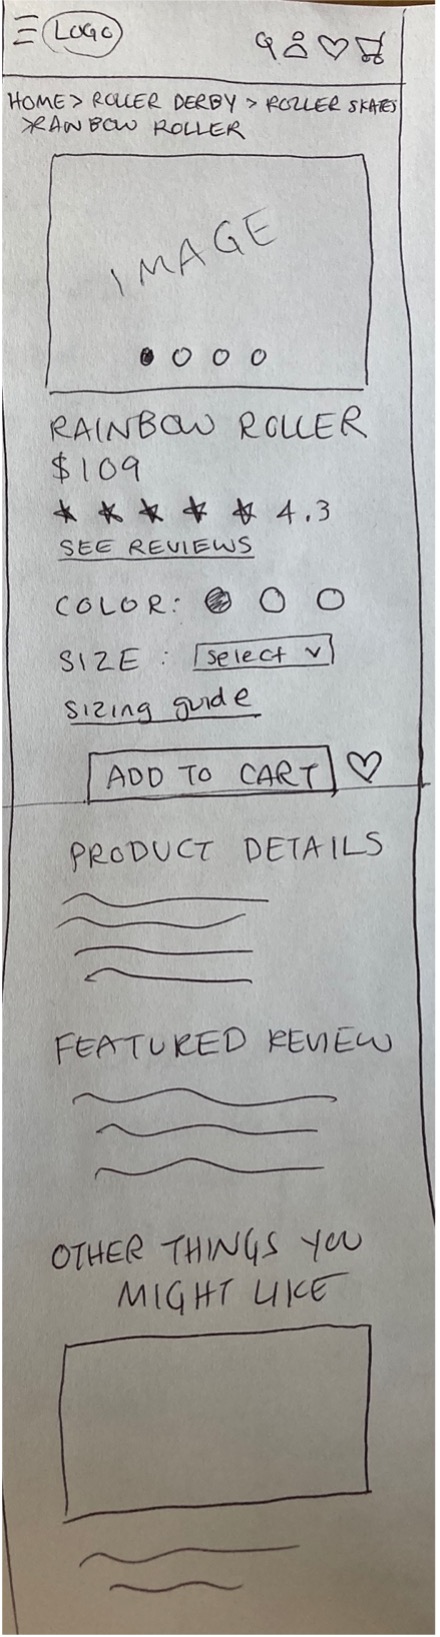 LOGO
HOME > ROLLER DERBY > ROLLER SKATES
> RAINBOW ROLLER
IMAGE
RAINBOW ROLLER
$109
4.3
SEE REVIEWS
COLOR:
SIZE : Select
sizing guide
ADD TO CART
PRODUCT DETAILS
FEATURED REVIEW
OTHER THINGS YOU
MIGHT LIKE